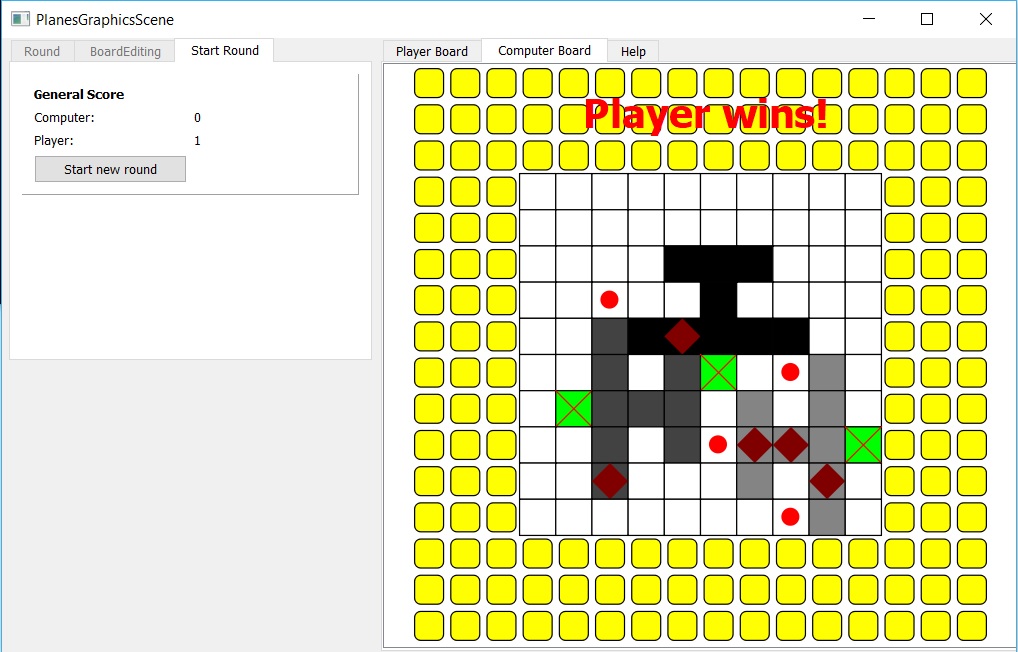 PlanesGraphicsScene
Round BoardEditing Start Round
Player Board Computer Board Help
General Score
Computer: 0
Player: 1
Start new round
Player wins!